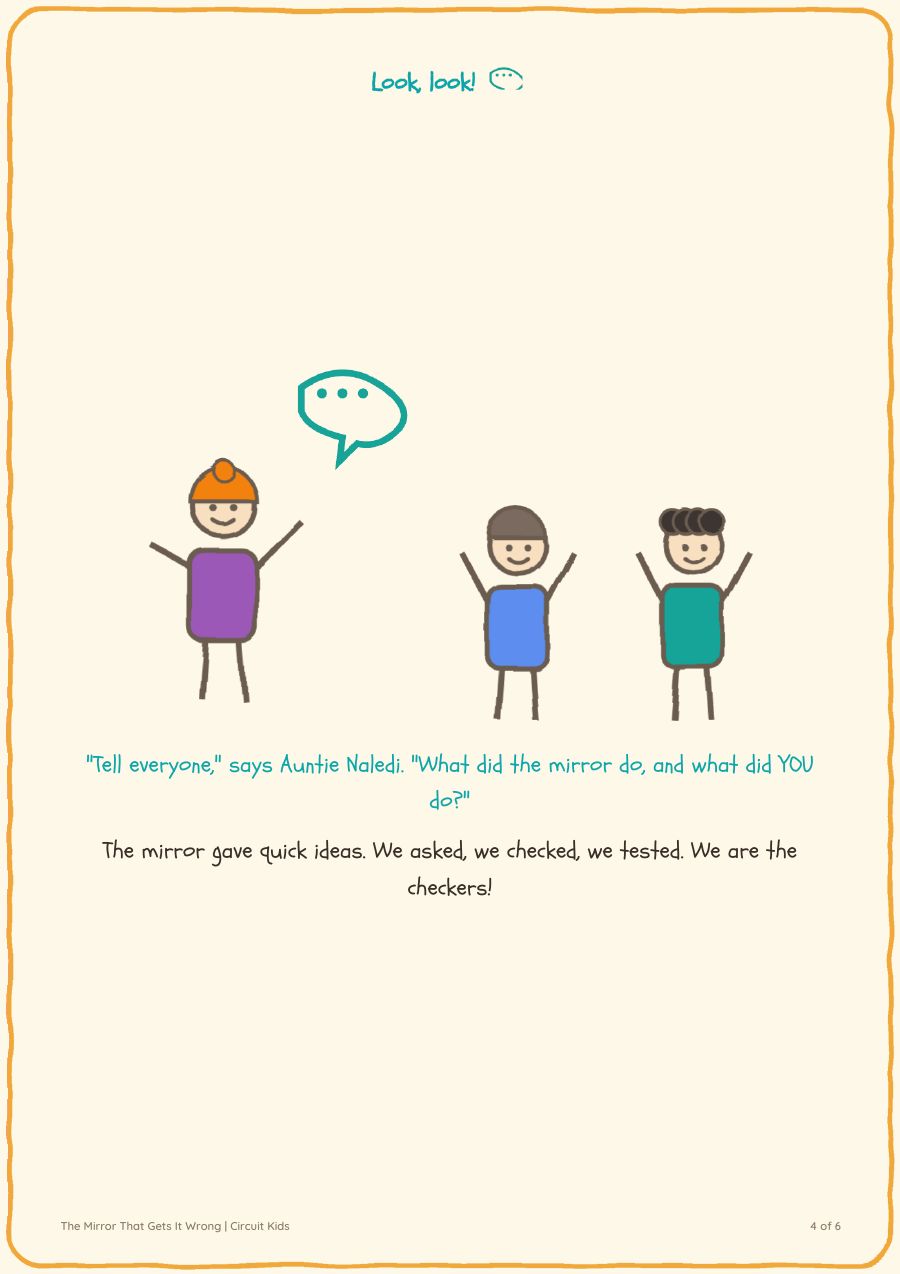 Look, look!
"Tell everyone," says Auntie Naledi. "What did the mirror do, and what did YOU
do?"
The mirror gave quick ideas. We asked, we checked, we tested. We are the
checkers!
The Mirror That Gets It Wrong | Circuit Kids
4 of 6